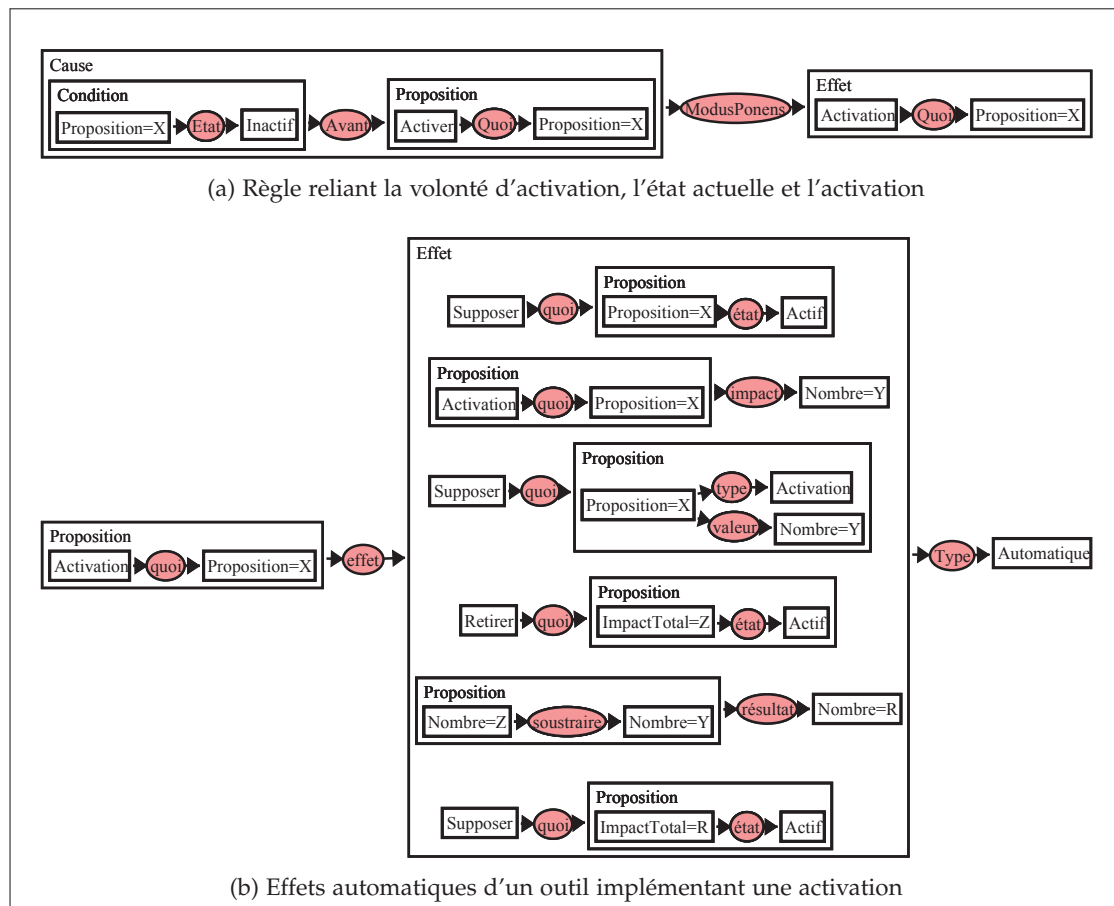 Cause
Effet
Condition
Proposition
Proposition=X Etat Inactif Avant Activer Quoi Proposition=X ModusPonens Activation Quoi Proposition=X
(a) Règle reliant la volonté d'activation, l'état actuelle et l'activation
Effet
Proposition
Supposer quoi Proposition=X état Actif
Proposition
Activation quoi Proposition=X impact Nombre=Y
Proposition
Supposer quoi Proposition=X type Activation
valeur Nombre=Y
Proposition
Activation quoi Proposition=X effet
Type Automatique
Proposition
Retirer quoi ImpactTotal=Z état Actif
Proposition
Nombre=Z soustraire Nombre=Y résultat Nombre=R
Proposition
Supposer quoi ImpactTotal=R état Actif
(b) Effets automatiques d'un outil implémentant une activation